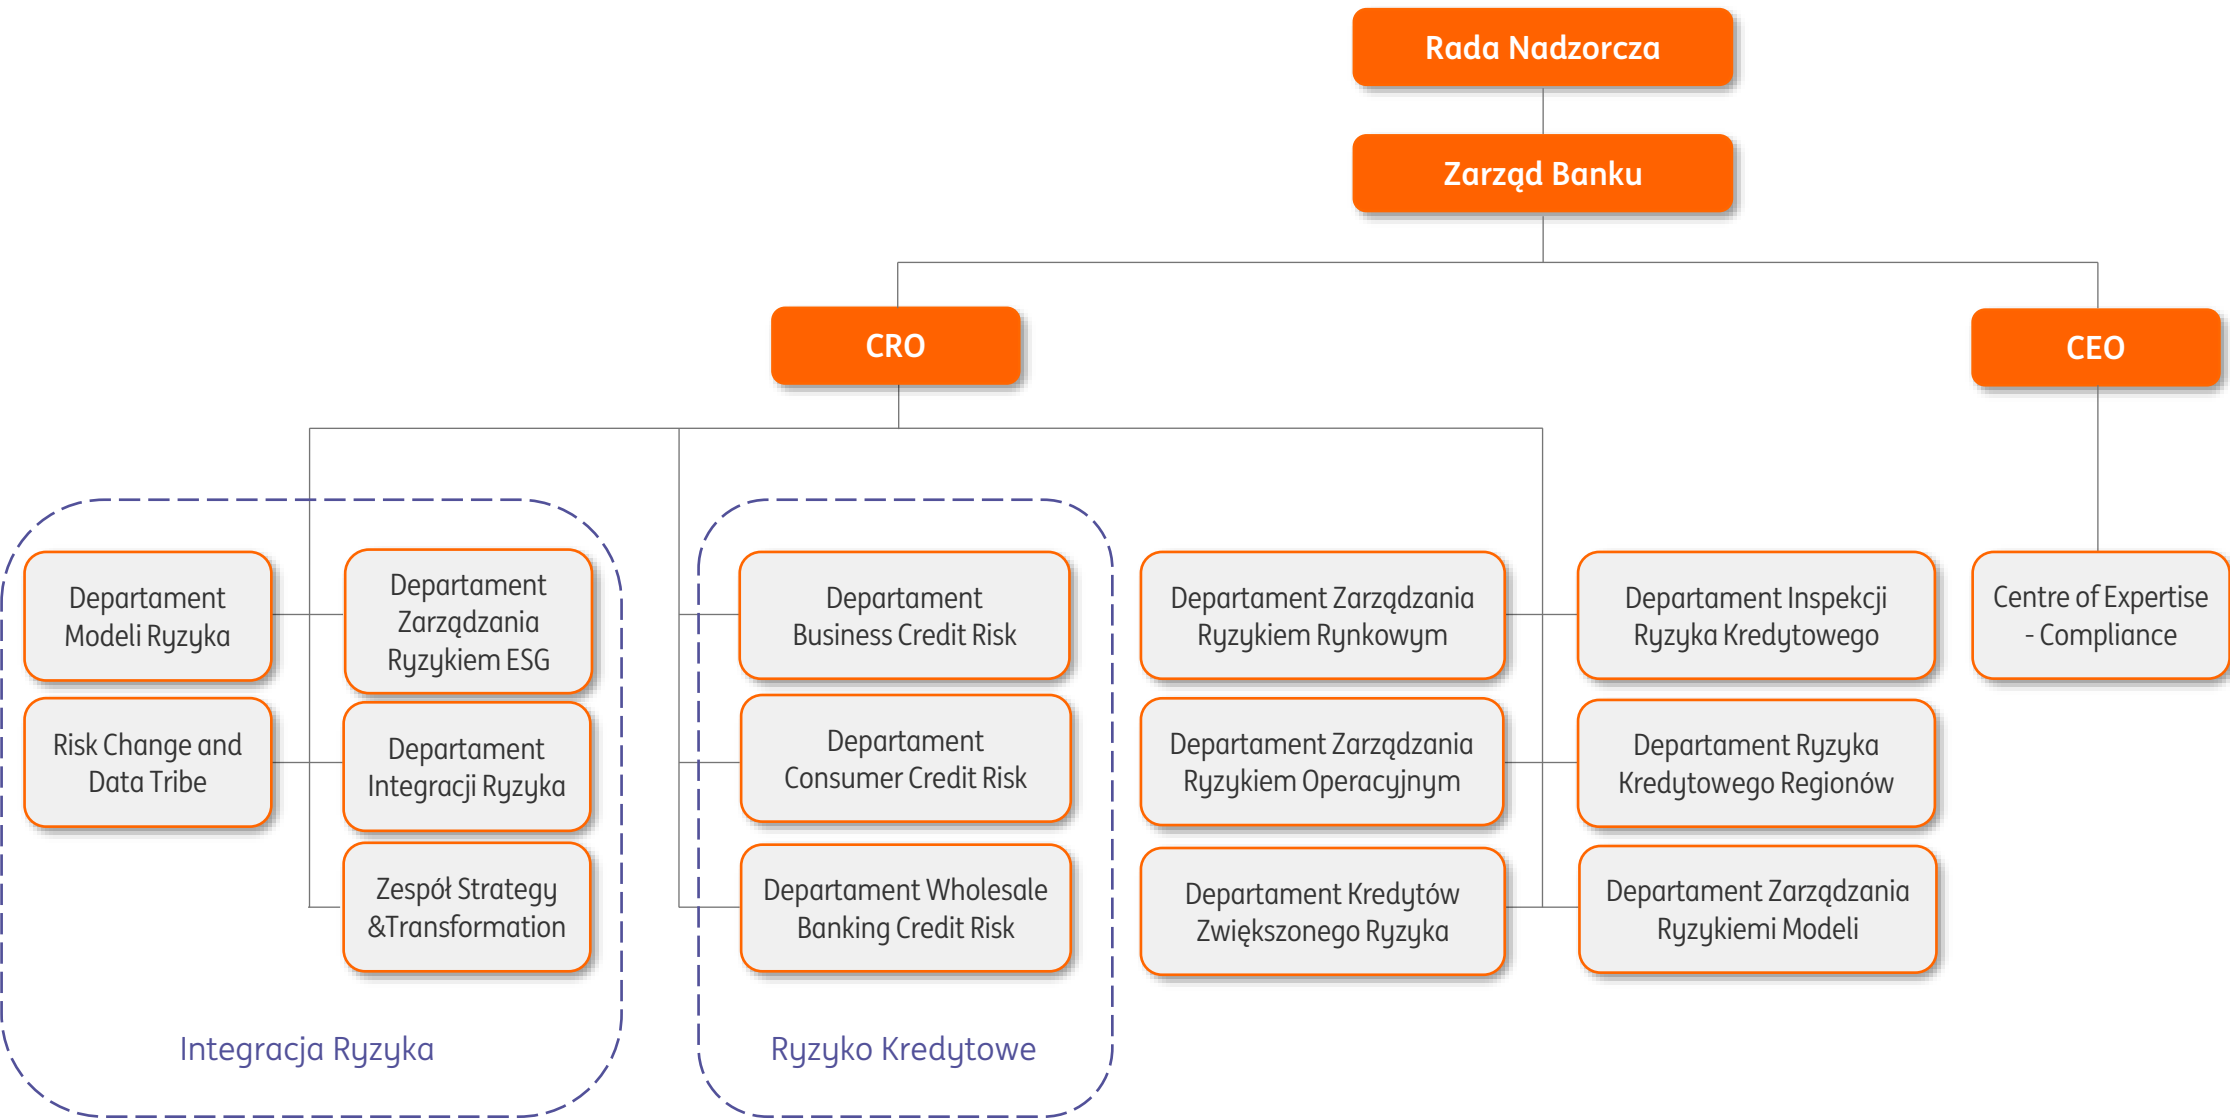 Rada Nadzorcza
Zarząd Banku
CRO
CEO
Departament
Modeli Ryzyka
Departament
Zarządzania
Ryzykiem ESG
Risk Change and
Data Tribe
Departament
Integracji Ryzyka
Zespół Strategy
&Transformation
Integracja Ryzyka
Departament
Business Credit Risk
Departament
Consumer Credit Risk
Departament Wholesale
Banking Credit Risk
Ryzyko Kredytowe
Departament Zarządzania
Ryzykiem Rynkowym
Departament Zarządzania
Ryzykiem Operacyjnym
Departament Kredytów
Zwiększonego Ryzyka
Departament Inspekcji
Ryzyka Kredytowego
Departament Ryzyka
Kredytowego Regionów
Departament Zarządzania
Ryzykiemi Modeli
Centre of Expertise
- Compliance